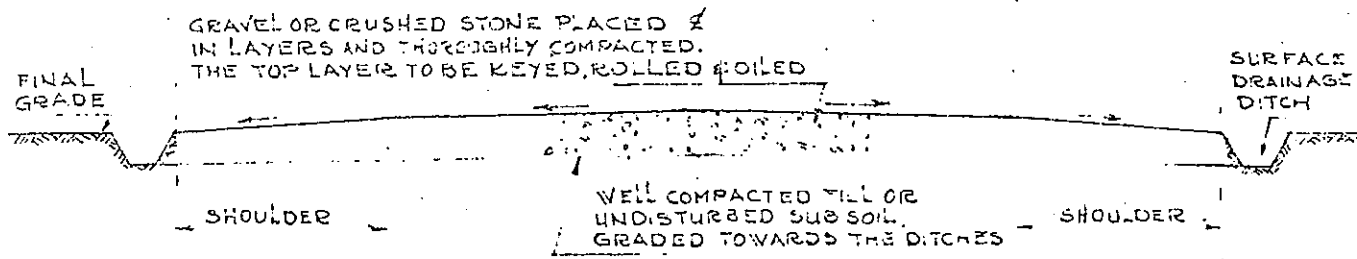 GRAVEL OR CRUSHED STONE PLACED
IN LAYERS AND THOROUGHLY COMPACTED.
THE TOP LAYER TO BE KEYED, ROLLED & OILED
FINAL
GRADE
SURFACE
DRAINAGE
DITCH
SHOULDER
WELL COMPACTED FILL OR
UNDISTURBED SUB SOIL
GRADED TOWARDS THE DITCHES
SHOULDER